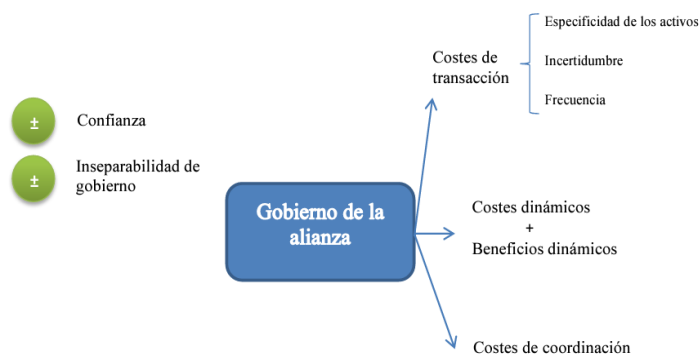 ±
Confianza
±
Inseparabilidad de
gobierno
Gobierno de la
alianza
Costes de
transacción
Especificidad de los activos
Incertidumbre
Frecuencia
Costes dinámicos
+
Beneficios dinámicos
Costes de coordinación